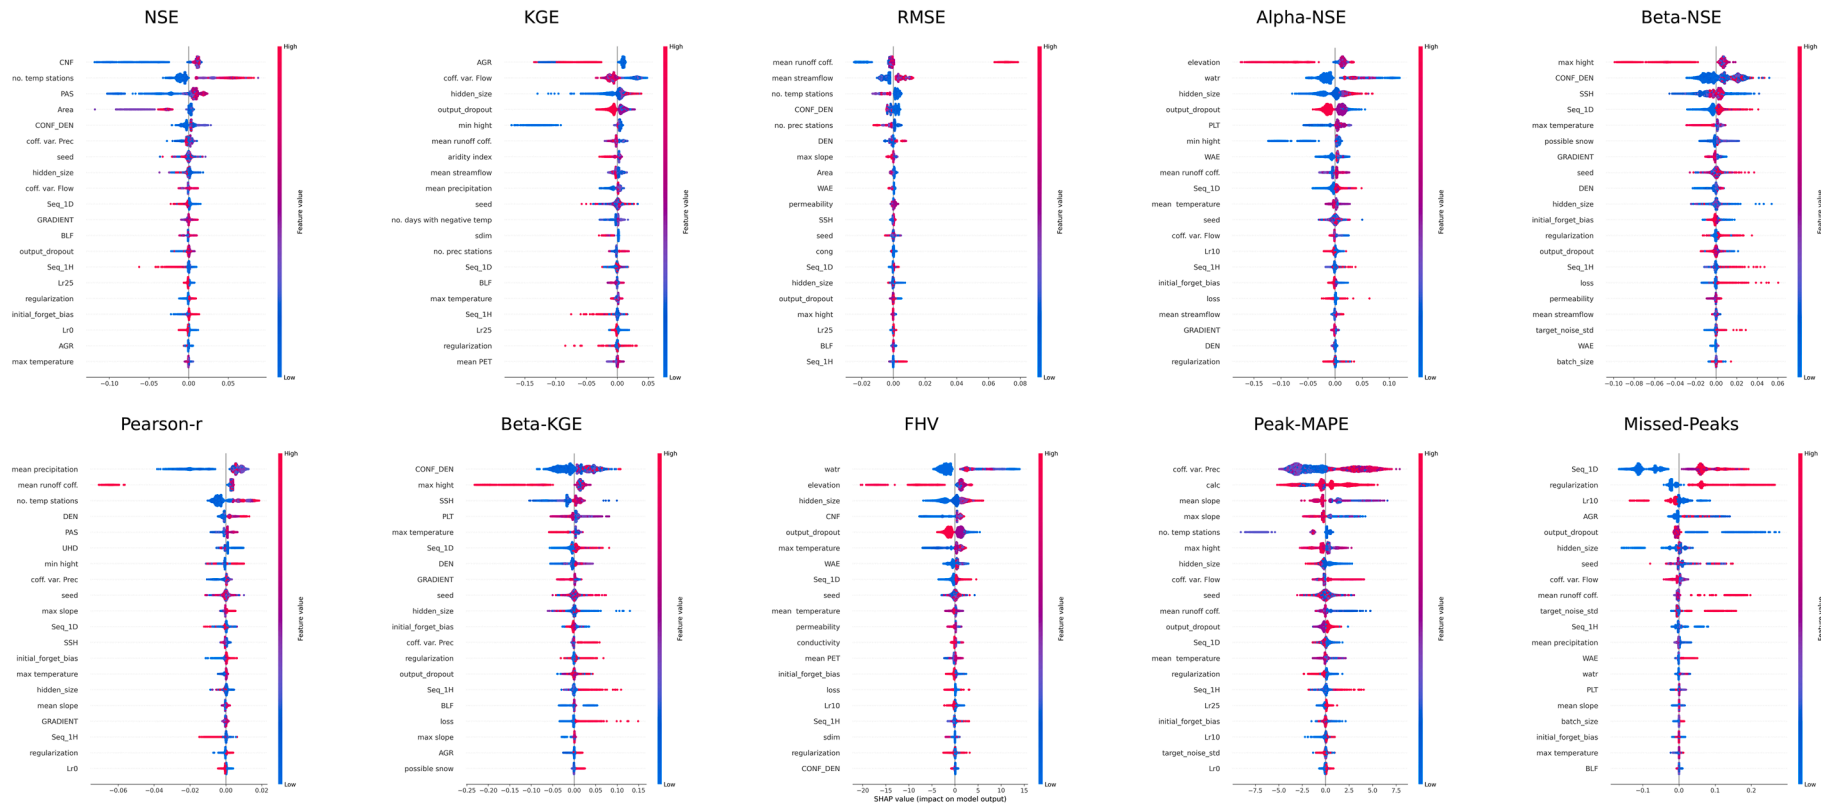 NSE
High
CNF
no. temp stations
PAS
Area
CONF_DEN
coff. var. Prec
seed
hidden_size
coff. var. Flow
Seq_1D
GRADIENT
BLF
output_dropout
Seq_1H
Lr25
regularization
initial_forget_bias
Lr0
AGR
max temperature
Low
Feature value
−0.10 −0.05 0.00 0.05
KGE
High
AGR
coff. var. Flow
hidden_size
output_dropout
min hight
mean runoff coff.
aridity index
mean streamflow
mean precipitation
seed
no. days with negative temp
sdim
no. prec stations
Seq_1D
BLF
max temperature
Seq_1H
Lr25
regularization
mean PET
Low
Feature value
−0.15 −0.10 −0.05 0.00 0.05
RMSE
High
mean runoff coff.
mean streamflow
no. temp stations
CONF_DEN
no. prec stations
DEN
max slope
Area
WAE
permeability
SSH
seed
cong
Seq_1D
hidden_size
output_dropout
max hight
Lr25
BLF
Seq_1H
Low
Feature value
−0.02 0.00 0.02 0.04 0.06 0.08
Alpha-NSE
High
elevation
watr
hidden_size
output_dropout
PLT
min hight
WAE
mean runoff coff.
Seq_1D
mean  temperature
seed
coff. var. Flow
Lr10
Seq_1H
initial_forget_bias
loss
mean streamflow
GRADIENT
DEN
regularization
Low
Feature value
−0.15 −0.10 −0.05 0.00 0.05 0.10
Beta-NSE
High
max hight
CONF_DEN
SSH
Seq_1D
max temperature
possible snow
GRADIENT
seed
DEN
hidden_size
initial_forget_bias
regularization
output_dropout
Seq_1H
loss
permeability
mean streamflow
target_noise_std
WAE
batch_size
Low
Feature value
−0.10 −0.08 −0.06 −0.04 −0.02 0.00 0.02 0.04 0.06
Pearson-r
High
mean precipitation
mean runoff coff.
no. temp stations
DEN
PAS
UHD
min hight
coff. var. Prec
seed
max slope
Seq_1D
SSH
initial_forget_bias
max temperature
hidden_size
mean slope
GRADIENT
Seq_1H
regularization
Lr0
Low
Feature value
−0.06 −0.04 −0.02 0.00 0.02
Beta-KGE
High
CONF_DEN
max hight
SSH
PLT
max temperature
Seq_1D
DEN
GRADIENT
seed
hidden_size
initial_forget_bias
coff. var. Prec
regularization
output_dropout
Seq_1H
BLF
loss
max slope
AGR
possible snow
Low
Feature value
−0.25 −0.20 −0.15 −0.10 −0.05 0.00 0.05 0.10 0.15
FHV
High
watr
elevation
hidden_size
CNF
output_dropout
max temperature
WAE
Seq_1D
seed
mean  temperature
permeability
conductivity
mean PET
initial_forget_bias
loss
Lr10
Seq_1H
sdim
regularization
CONF_DEN
Low
Feature value
−20 −15 −10 −5 0 5 10 15
SHAP value (impact on model output)
Peak-MAPE
High
coff. var. Prec
calc
mean slope
max slope
no. temp stations
max hight
hidden_size
coff. var. Flow
seed
mean runoff coff.
output_dropout
Seq_1D
mean  temperature
regularization
Seq_1H
Lr25
initial_forget_bias
Lr10
target_noise_std
Lr0
Low
Feature value
−7.5 −5.0 −2.5 0.0 2.5 5.0 7.5
Missed-Peaks
High
Seq_1D
regularization
Lr10
AGR
output_dropout
hidden_size
seed
coff. var. Flow
mean runoff coff.
target_noise_std
Seq_1H
mean precipitation
WAE
watr
PLT
mean slope
batch_size
initial_forget_bias
max temperature
BLF
Low
−0.1 0.0 0.1 0.2